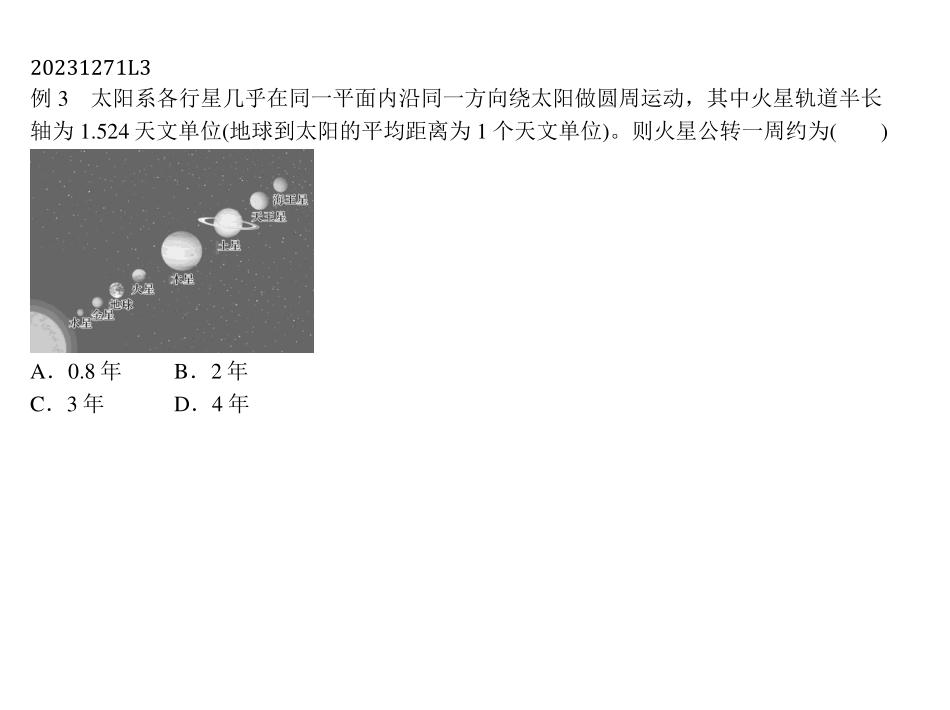 20231271L3
例 3　太阳系各行星几乎在同一平面内沿同一方向绕太阳做圆周运动，其中火星轨道半长
轴为 1.524 天文单位(地球到太阳的平均距离为 1 个天文单位)。则火星公转一周约为(　　)
海王星
天王星
土星
木星
火星
地球
金星
水星
A．0.8 年　　B．2 年
C．3 年　　D．4 年